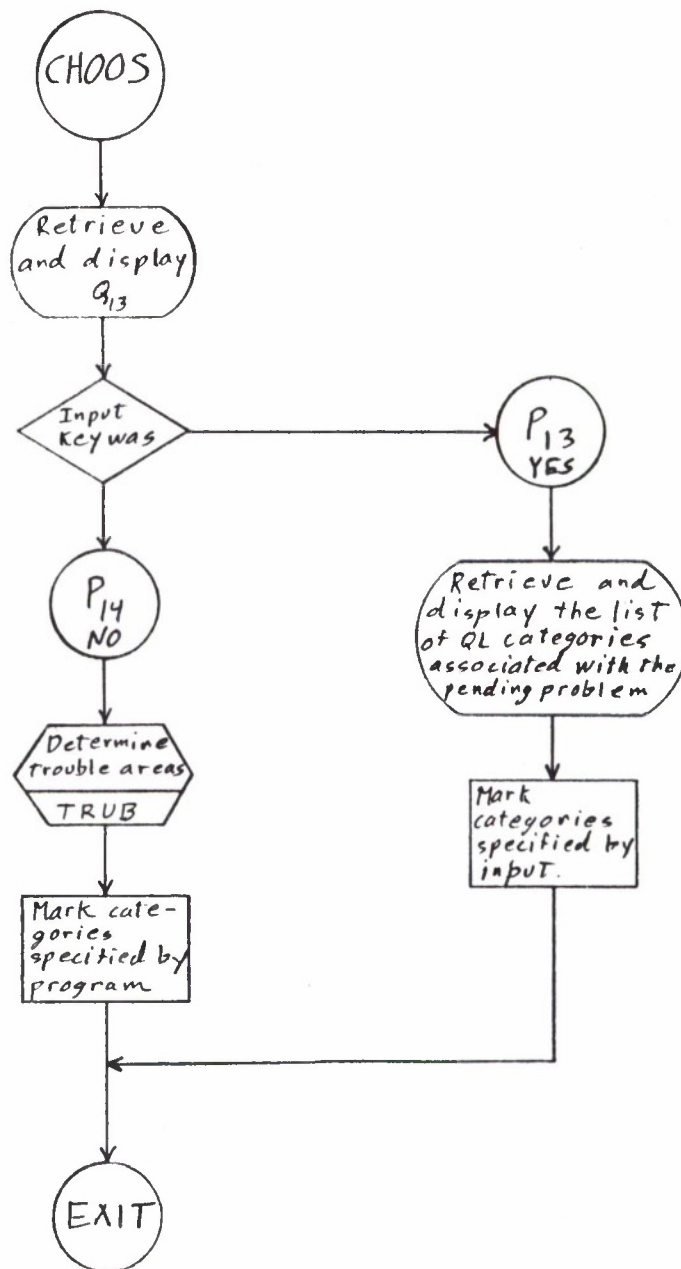 CHOOS
Retrieve
and display
Q13
Input
Key was
P13
YES
P14
NO
Retrieve and
display the list
of QL categories
associated with the
pending problem
Determine
trouble areas
TRUB
Mark
categories
specified by
input.
Mark cate-
gories
specified by
program
EXIT